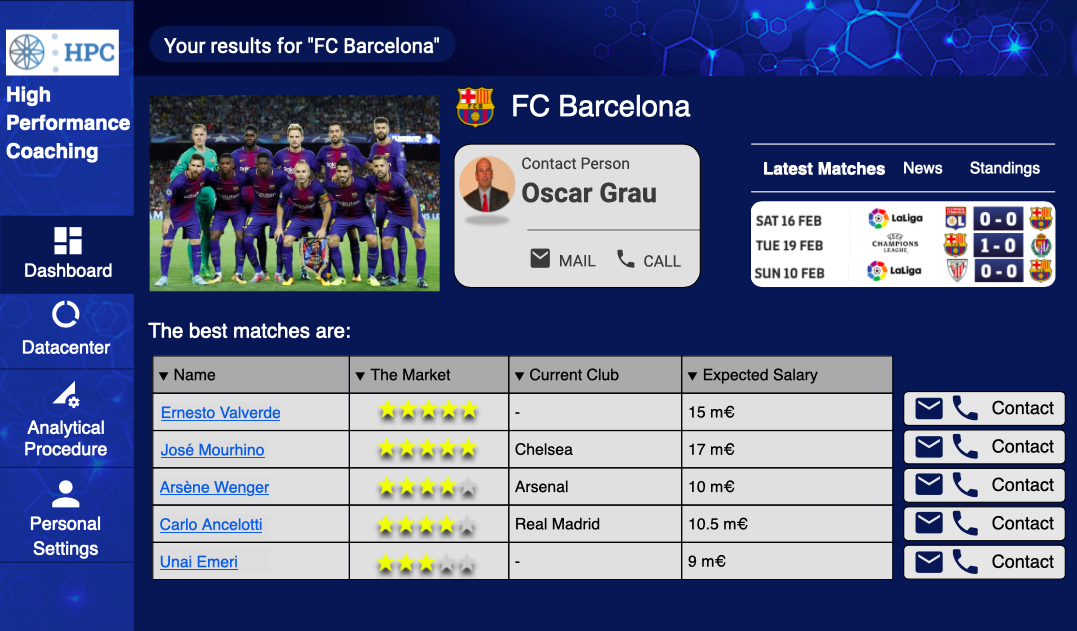 HPC
High
Performance
Coaching
Dashboard
Datacenter
Analytical
Procedure
Personal
Settings
Your results for "FC Barcelona"
FCB
FC Barcelona
Contact Person
Oscar Grau
MAIL CALL
Latest Matches News Standings
SAT 16 FEB LaLiga OL 0 - 0
TUE 19 FEB UEFA CHAMPIONS LEAGUE 1 - 0
SUN 10 FEB LaLiga 0 - 0
The best matches are:
▼ Name ▼ The Market ▼ Current Club ▼ Expected Salary
Ernesto Valverde - 15 m€ Contact
José Mourhino Chelsea 17 m€ Contact
Arsène Wenger Arsenal 10 m€ Contact
Carlo Ancelotti Real Madrid 10.5 m€ Contact
Unai Emeri - 9 m€ Contact